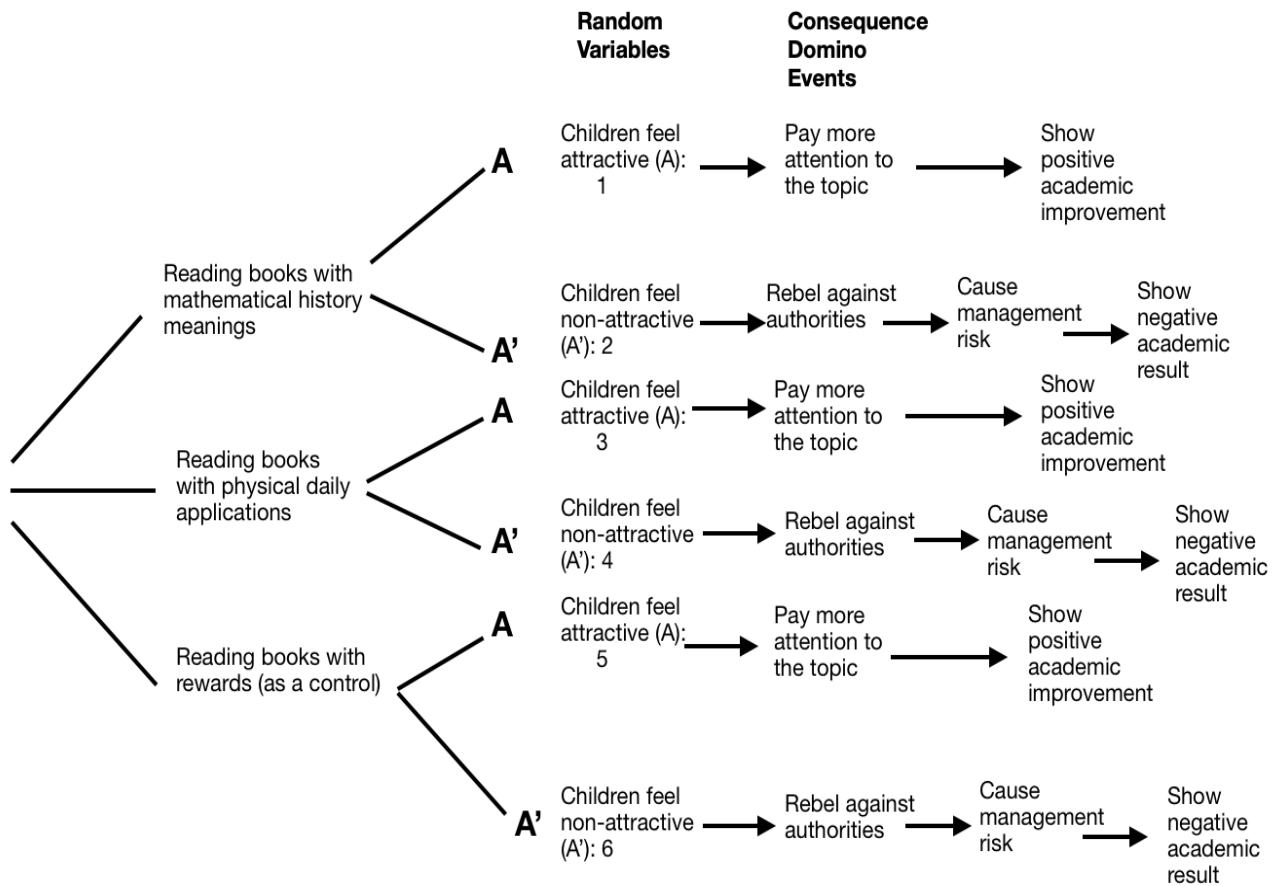 Random
Variables
Consequence
Domino
Events
A
Children feel
attractive (A):
1
Pay more
attention to
the topic
Show
positive
academic
improvement
Reading books with
mathematical history
meanings
A'
Children feel
non-attractive
(A'): 2
Rebel against
authorities
Cause
management
risk
Show
negative
academic
result
A
Children feel
attractive (A):
3
Pay more
attention to
the topic
Show
positive
academic
improvement
Reading books
with physical daily
applications
A'
Children feel
non-attractive
(A'): 4
Rebel against
authorities
Cause
management
risk
Show
negative
academic
result
A
Children feel
attractive (A):
5
Pay more
attention to
the topic
Show
positive
academic
improvement
Reading books with
rewards (as a control)
A'
Children feel
non-attractive
(A'): 6
Rebel against
authorities
Cause
management
risk
Show
negative
academic
result